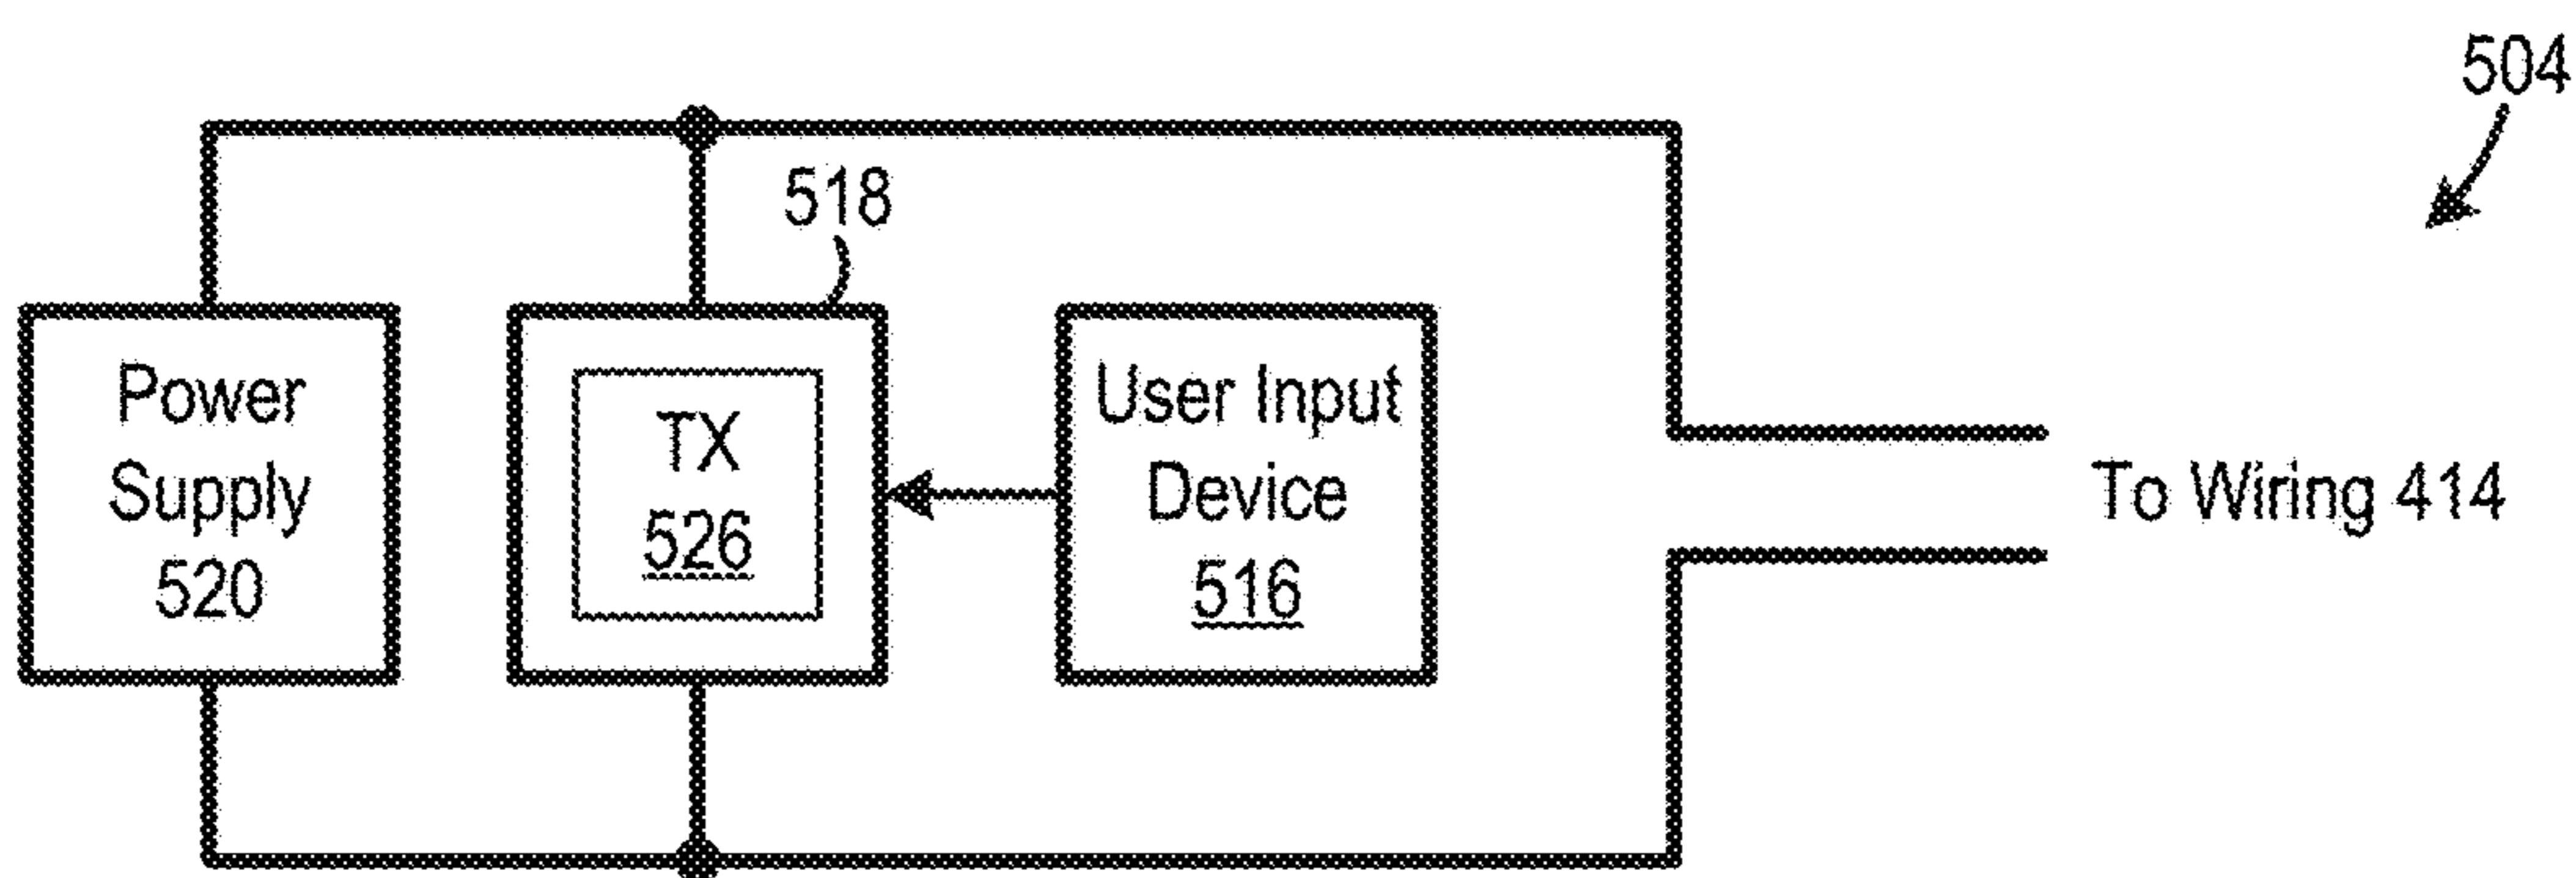 504
518
Power
Supply
520
TX
526
User Input
Device
516
To Wiring 414